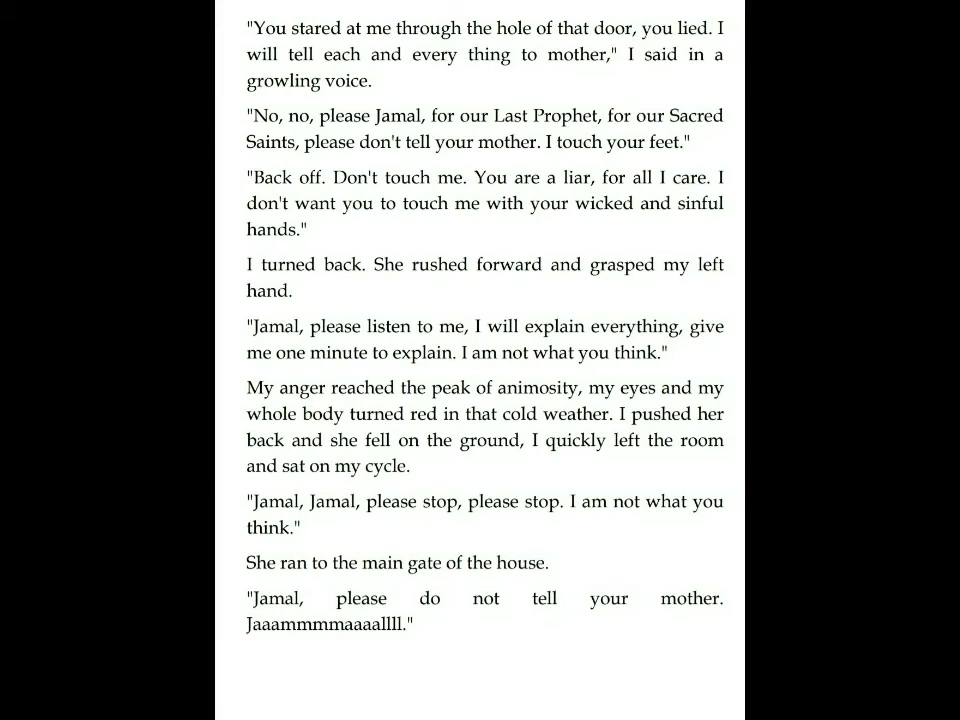 "You stared at me through the hole of that door, you lied. I
will tell each and every thing to mother," I said in a
growling voice.
"No, no, please Jamal, for our Last Prophet, for our Sacred
Saints, please don't tell your mother. I touch your feet."
"Back off. Don't touch me. You are a liar, for all I care. I
don't want you to touch me with your wicked and sinful
hands."
I turned back. She rushed forward and grasped my left
hand.
"Jamal, please listen to me, I will explain everything, give
me one minute to explain. I am not what you think."
My anger reached the peak of animosity, my eyes and my
whole body turned red in that cold weather. I pushed her
back and she fell on the ground, I quickly left the room
and sat on my cycle.
"Jamal, Jamal, please stop, please stop. I am not what you
think."
She ran to the main gate of the house.
"Jamal, please do not tell your mother.
Jaaammmmaaaallll."